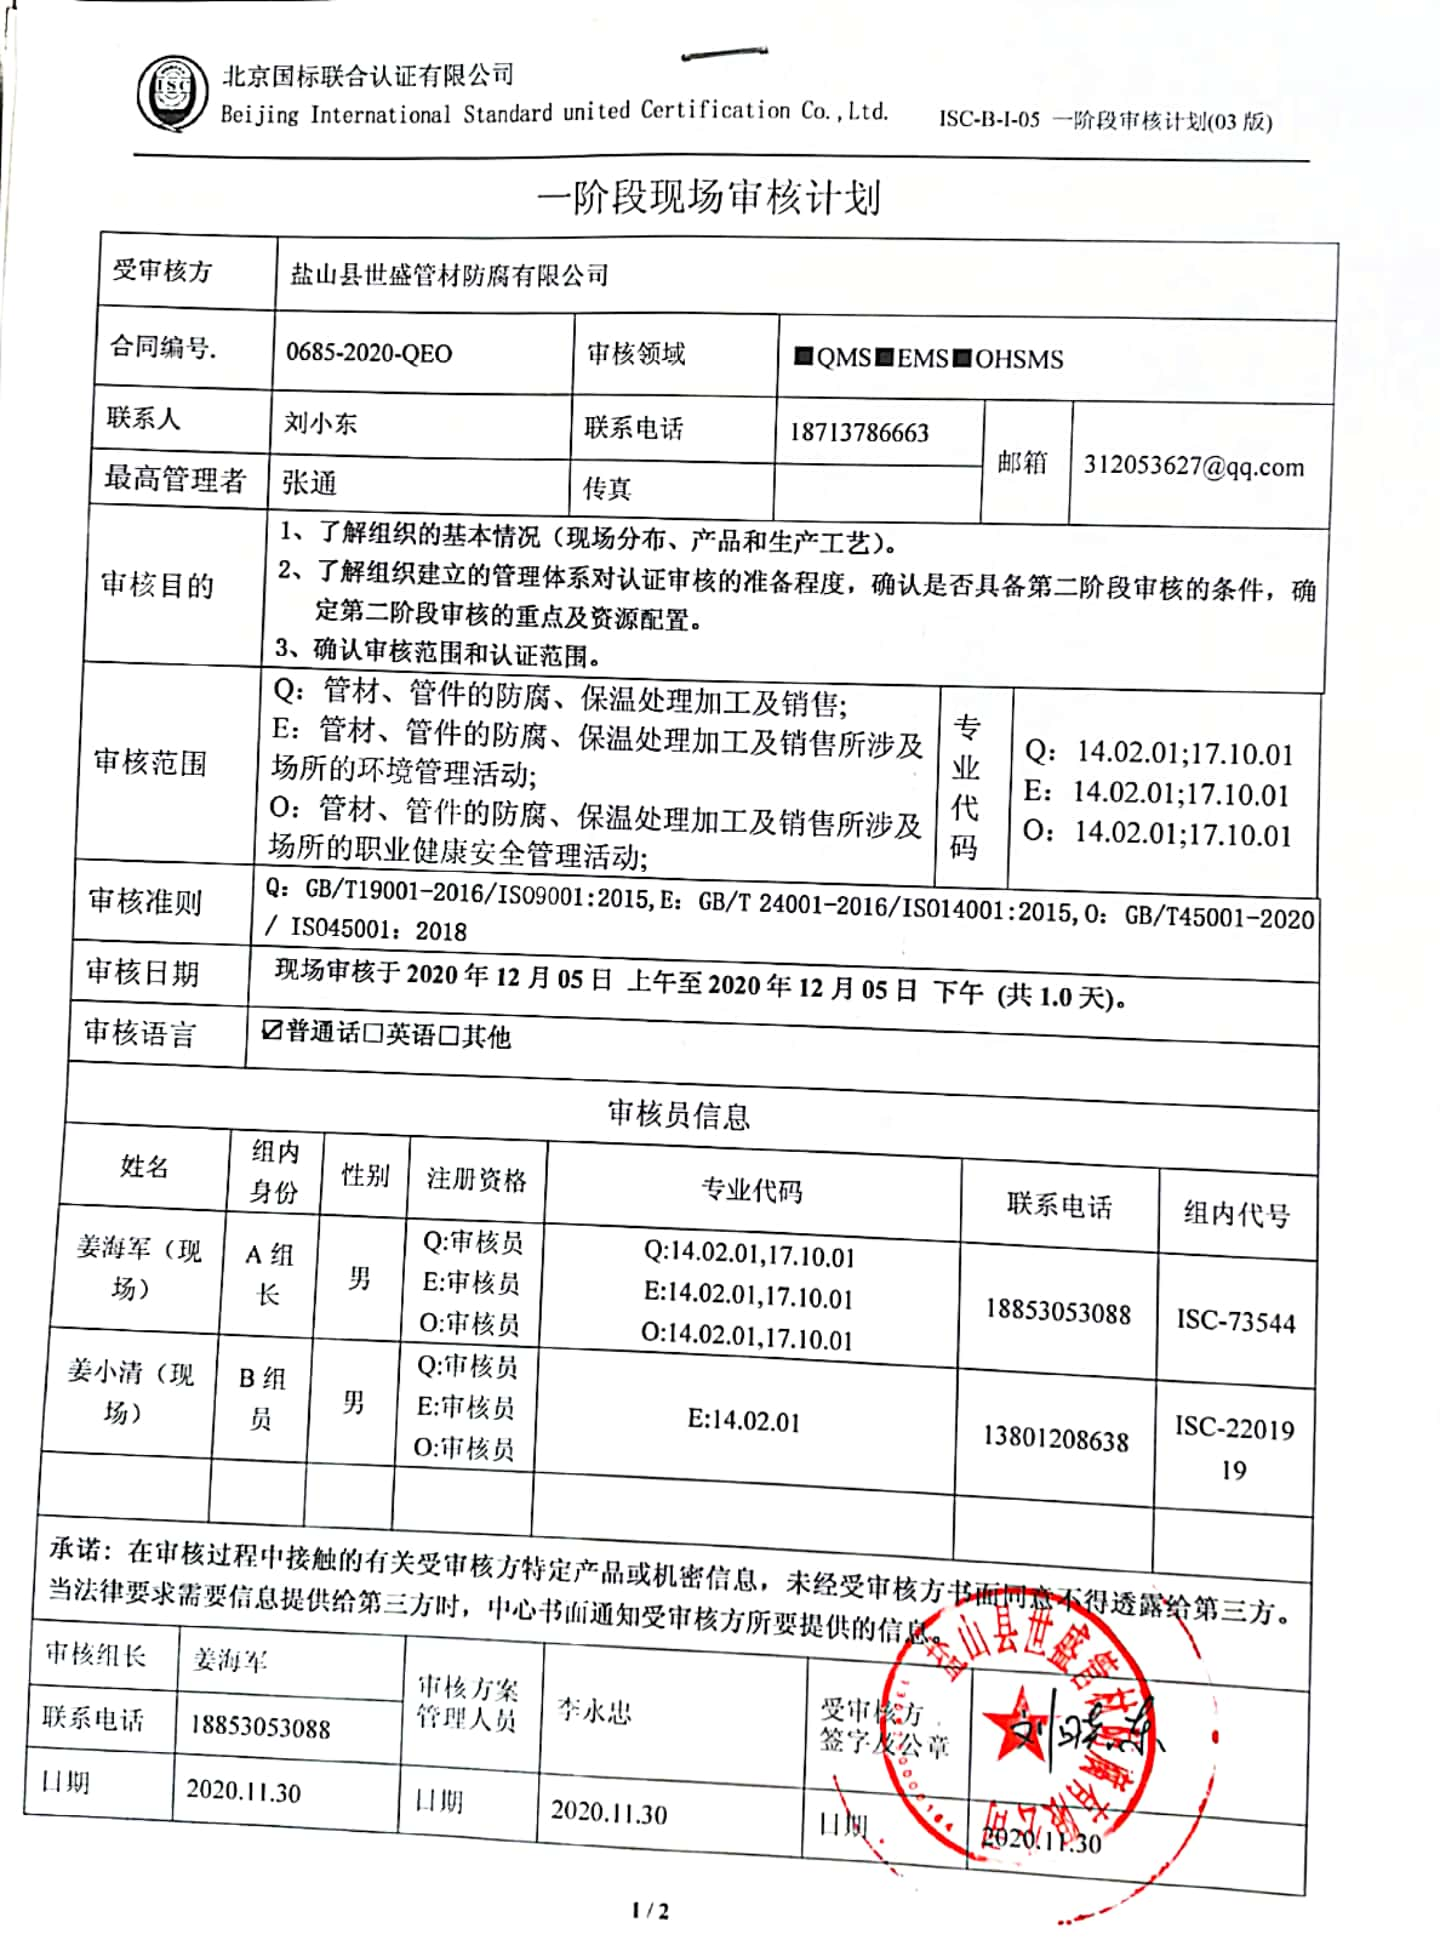 ISC
北京国标联合认证有限公司
Beijing International Standard united Certification Co.,Ltd.
ISC-B-I-05 一阶段审核计划(03 版)
一阶段现场审核计划
受审核方 盐山县世盛管材防腐有限公司
合同编号. 0685-2020-QEO 审核领域 ■QMS■EMS■OHSMS
联系人 刘小东 联系电话 18713786663 邮箱 312053627@qq.com
最高管理者 张通 传真
审核目的
1、了解组织的基本情况（现场分布、产品和生产工艺）。
2、了解组织建立的管理体系对认证审核的准备程度，确认是否具备第二阶段审核的条件，确
定第二阶段审核的重点及资源配置。
3、确认审核范围和认证范围。
审核范围
Q：管材、管件的防腐、保温处理加工及销售;
E：管材、管件的防腐、保温处理加工及销售所涉及
场所的环境管理活动;
O：管材、管件的防腐、保温处理加工及销售所涉及
场所的职业健康安全管理活动;
专
业
代
码
Q：14.02.01;17.10.01
E：14.02.01;17.10.01
O：14.02.01;17.10.01
审核准则
Q：GB/T19001-2016/ISO9001:2015,E：GB/T 24001-2016/ISO14001:2015,O：GB/T45001-2020
/ ISO45001：2018
审核日期 现场审核于 2020 年 12 月 05 日 上午至 2020 年 12 月 05 日 下午 (共 1.0 天)。
审核语言 ☑普通话□英语□其他
审核员信息
姓名 组内
身份 性别 注册资格 专业代码 联系电话 组内代号
姜海军（现
场）
A 组
长
男
Q:审核员
E:审核员
O:审核员
Q:14.02.01,17.10.01
E:14.02.01,17.10.01
O:14.02.01,17.10.01
18853053088
ISC-73544
姜小清（现
场）
B 组
员
男
Q:审核员
E:审核员
O:审核员
E:14.02.01
13801208638
ISC-22019
19
承诺：在审核过程中接触的有关受审核方特定产品或机密信息，未经受审核方书面同意不得透露给第三方。
当法律要求需要信息提供给第三方时，中心书面通知受审核方所要提供的信息。
审核组长 姜海军
审核方案
管理人员
李永忠
受审核方
签字及公章
联系电话 18853053088
日期 2020.11.30 日期 2020.11.30 日期 2020.11.30
盐山县世盛管材防腐有限公司
1 / 2